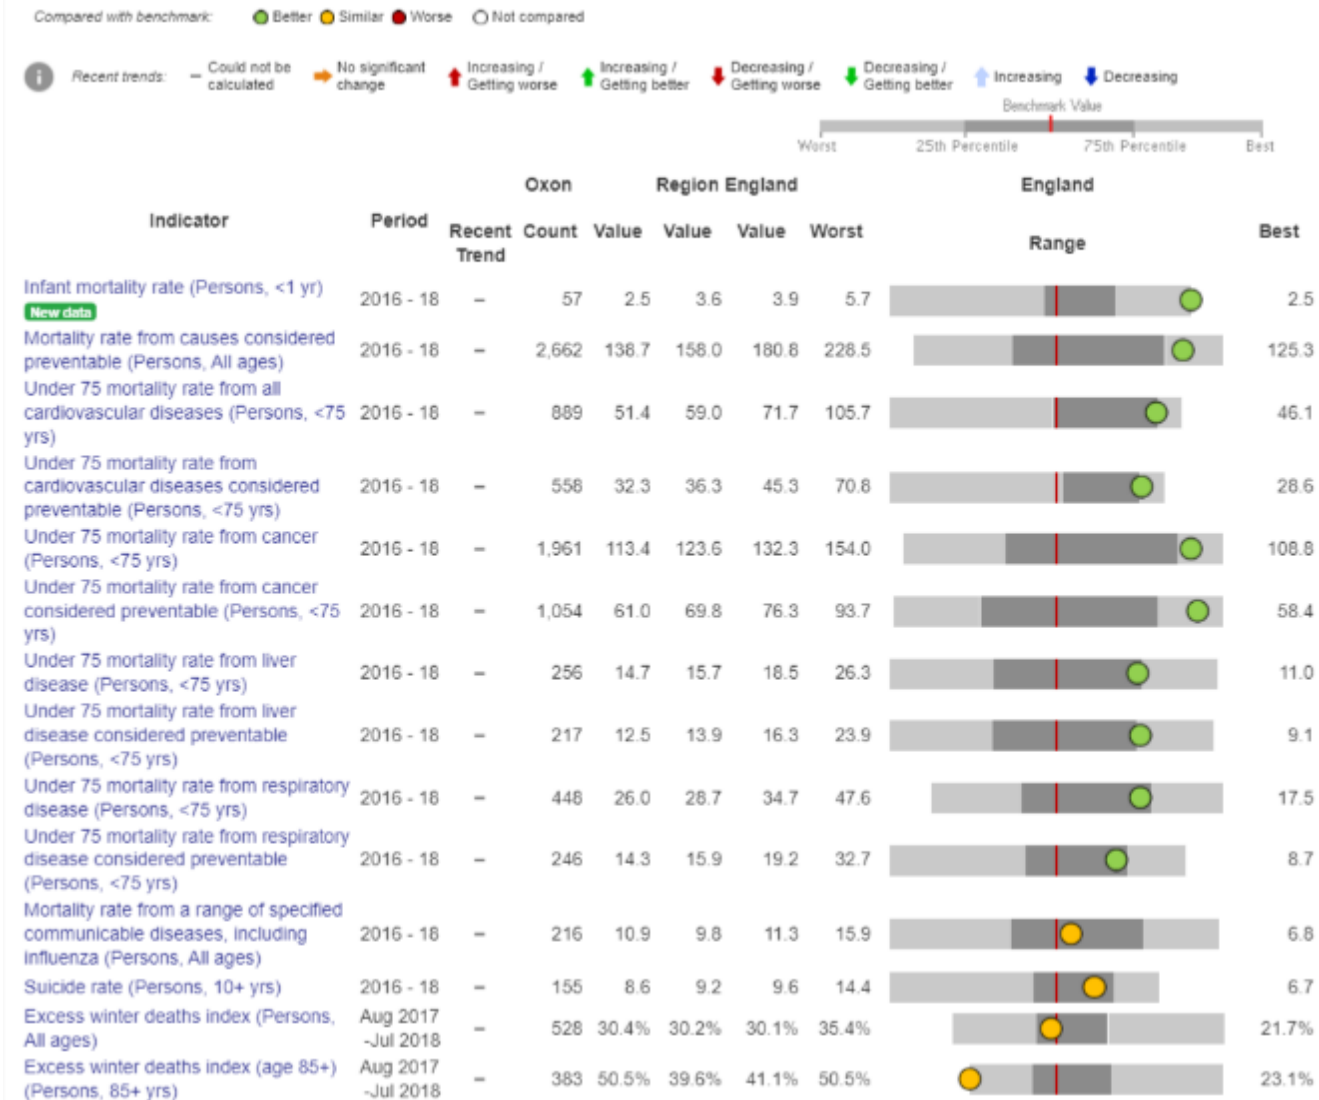 Compared with benchmark: Better Similar Worse Not compared
Recent trends: – Could not be calculated No significant change Increasing / Getting worse Increasing / Getting better Decreasing / Getting worse Decreasing / Getting better Increasing Decreasing
Benchmark Value
Worst 25th Percentile 75th Percentile Best
Oxon Region England England
Indicator Period Recent Trend Count Value Value Value Worst Range Best
Infant mortality rate (Persons, <1 yr)
New data
2016 - 18 – 57 2.5 3.6 3.9 5.7 2.5
Mortality rate from causes considered
preventable (Persons, All ages)
2016 - 18 – 2,662 138.7 158.0 180.8 228.5 125.3
Under 75 mortality rate from all
cardiovascular diseases (Persons, <75
yrs)
2016 - 18 – 889 51.4 59.0 71.7 105.7 46.1
Under 75 mortality rate from
cardiovascular diseases considered
preventable (Persons, <75 yrs)
2016 - 18 – 558 32.3 36.3 45.3 70.8 28.6
Under 75 mortality rate from cancer
(Persons, <75 yrs)
2016 - 18 – 1,961 113.4 123.6 132.3 154.0 108.8
Under 75 mortality rate from cancer
considered preventable (Persons, <75
yrs)
2016 - 18 – 1,054 61.0 69.8 76.3 93.7 58.4
Under 75 mortality rate from liver
disease (Persons, <75 yrs)
2016 - 18 – 256 14.7 15.7 18.5 26.3 11.0
Under 75 mortality rate from liver
disease considered preventable
(Persons, <75 yrs)
2016 - 18 – 217 12.5 13.9 16.3 23.9 9.1
Under 75 mortality rate from respiratory
disease (Persons, <75 yrs)
2016 - 18 – 448 26.0 28.7 34.7 47.6 17.5
Under 75 mortality rate from respiratory
disease considered preventable
(Persons, <75 yrs)
2016 - 18 – 246 14.3 15.9 19.2 32.7 8.7
Mortality rate from a range of specified
communicable diseases, including
influenza (Persons, All ages)
2016 - 18 – 216 10.9 9.8 11.3 15.9 6.8
Suicide rate (Persons, 10+ yrs)
2016 - 18 – 155 8.6 9.2 9.6 14.4 6.7
Excess winter deaths index (Persons,
All ages)
Aug 2017
-Jul 2018
– 528 30.4% 30.2% 30.1% 35.4% 21.7%
Excess winter deaths index (age 85+)
(Persons, 85+ yrs)
Aug 2017
-Jul 2018
– 383 50.5% 39.6% 41.1% 50.5% 23.1%